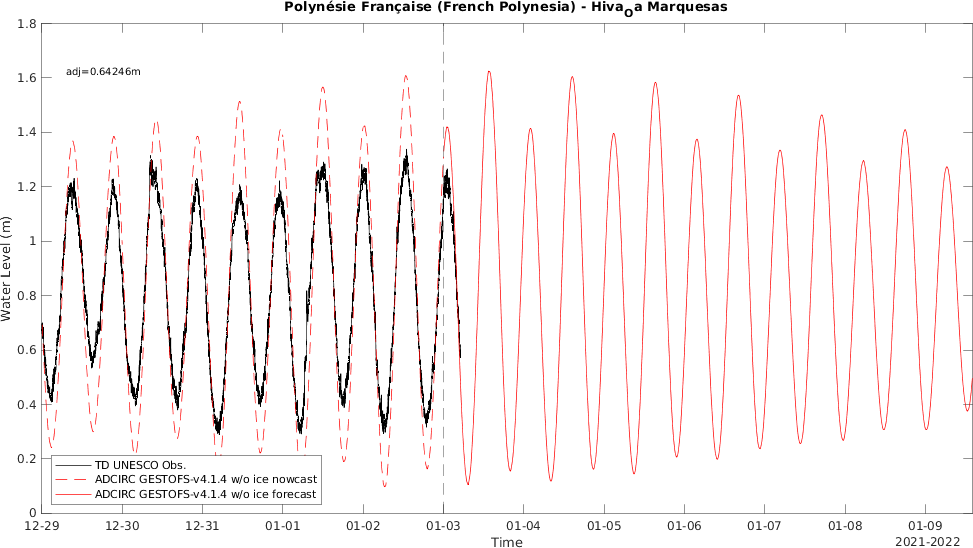 Polynésie Française (French Polynesia) - Hiva_Oa Marquesas
1.8
adj=0.64246m
1.6
1.4
1.2
1
0.8
0.6
0.4
0.2
0
Water Level (m)
TD UNESCO Obs.
ADCIRC GESTOFS-v4.1.4 w/o ice nowcast
ADCIRC GESTOFS-v4.1.4 w/o ice forecast
12-29 12-30 12-31 01-01 01-02 01-03 01-04 01-05 01-06 01-07 01-08 01-09
Time
2021-2022